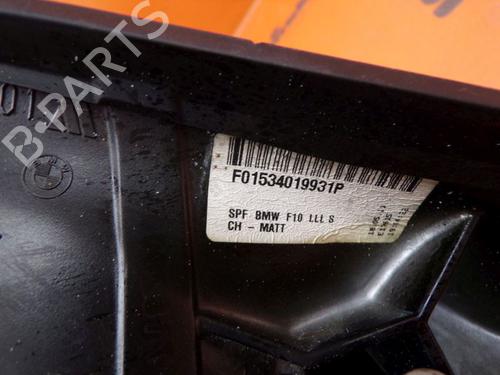 B-PARTS
F01534019931P
SPF BMW F10 LLL S
CH - MATT